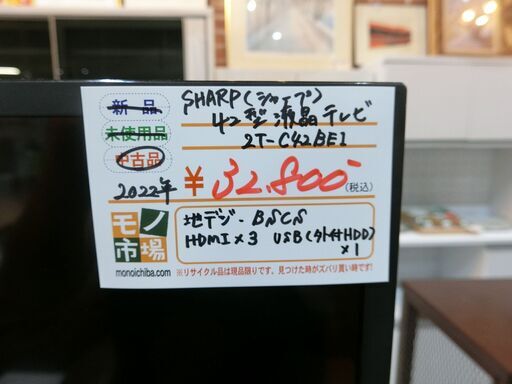 新品
未使用品
中古品
SHARP(シャープ)
42型液晶テレビ
2T-C42BE1
2022年
¥32,800-
(税込)
モノ市場
monoichiba.com
地デジ・BSCS
HDMI×3 USB(外付HDD)×1
※リサイクル品は現品限りです、見つけた時がズバリ買い時です!